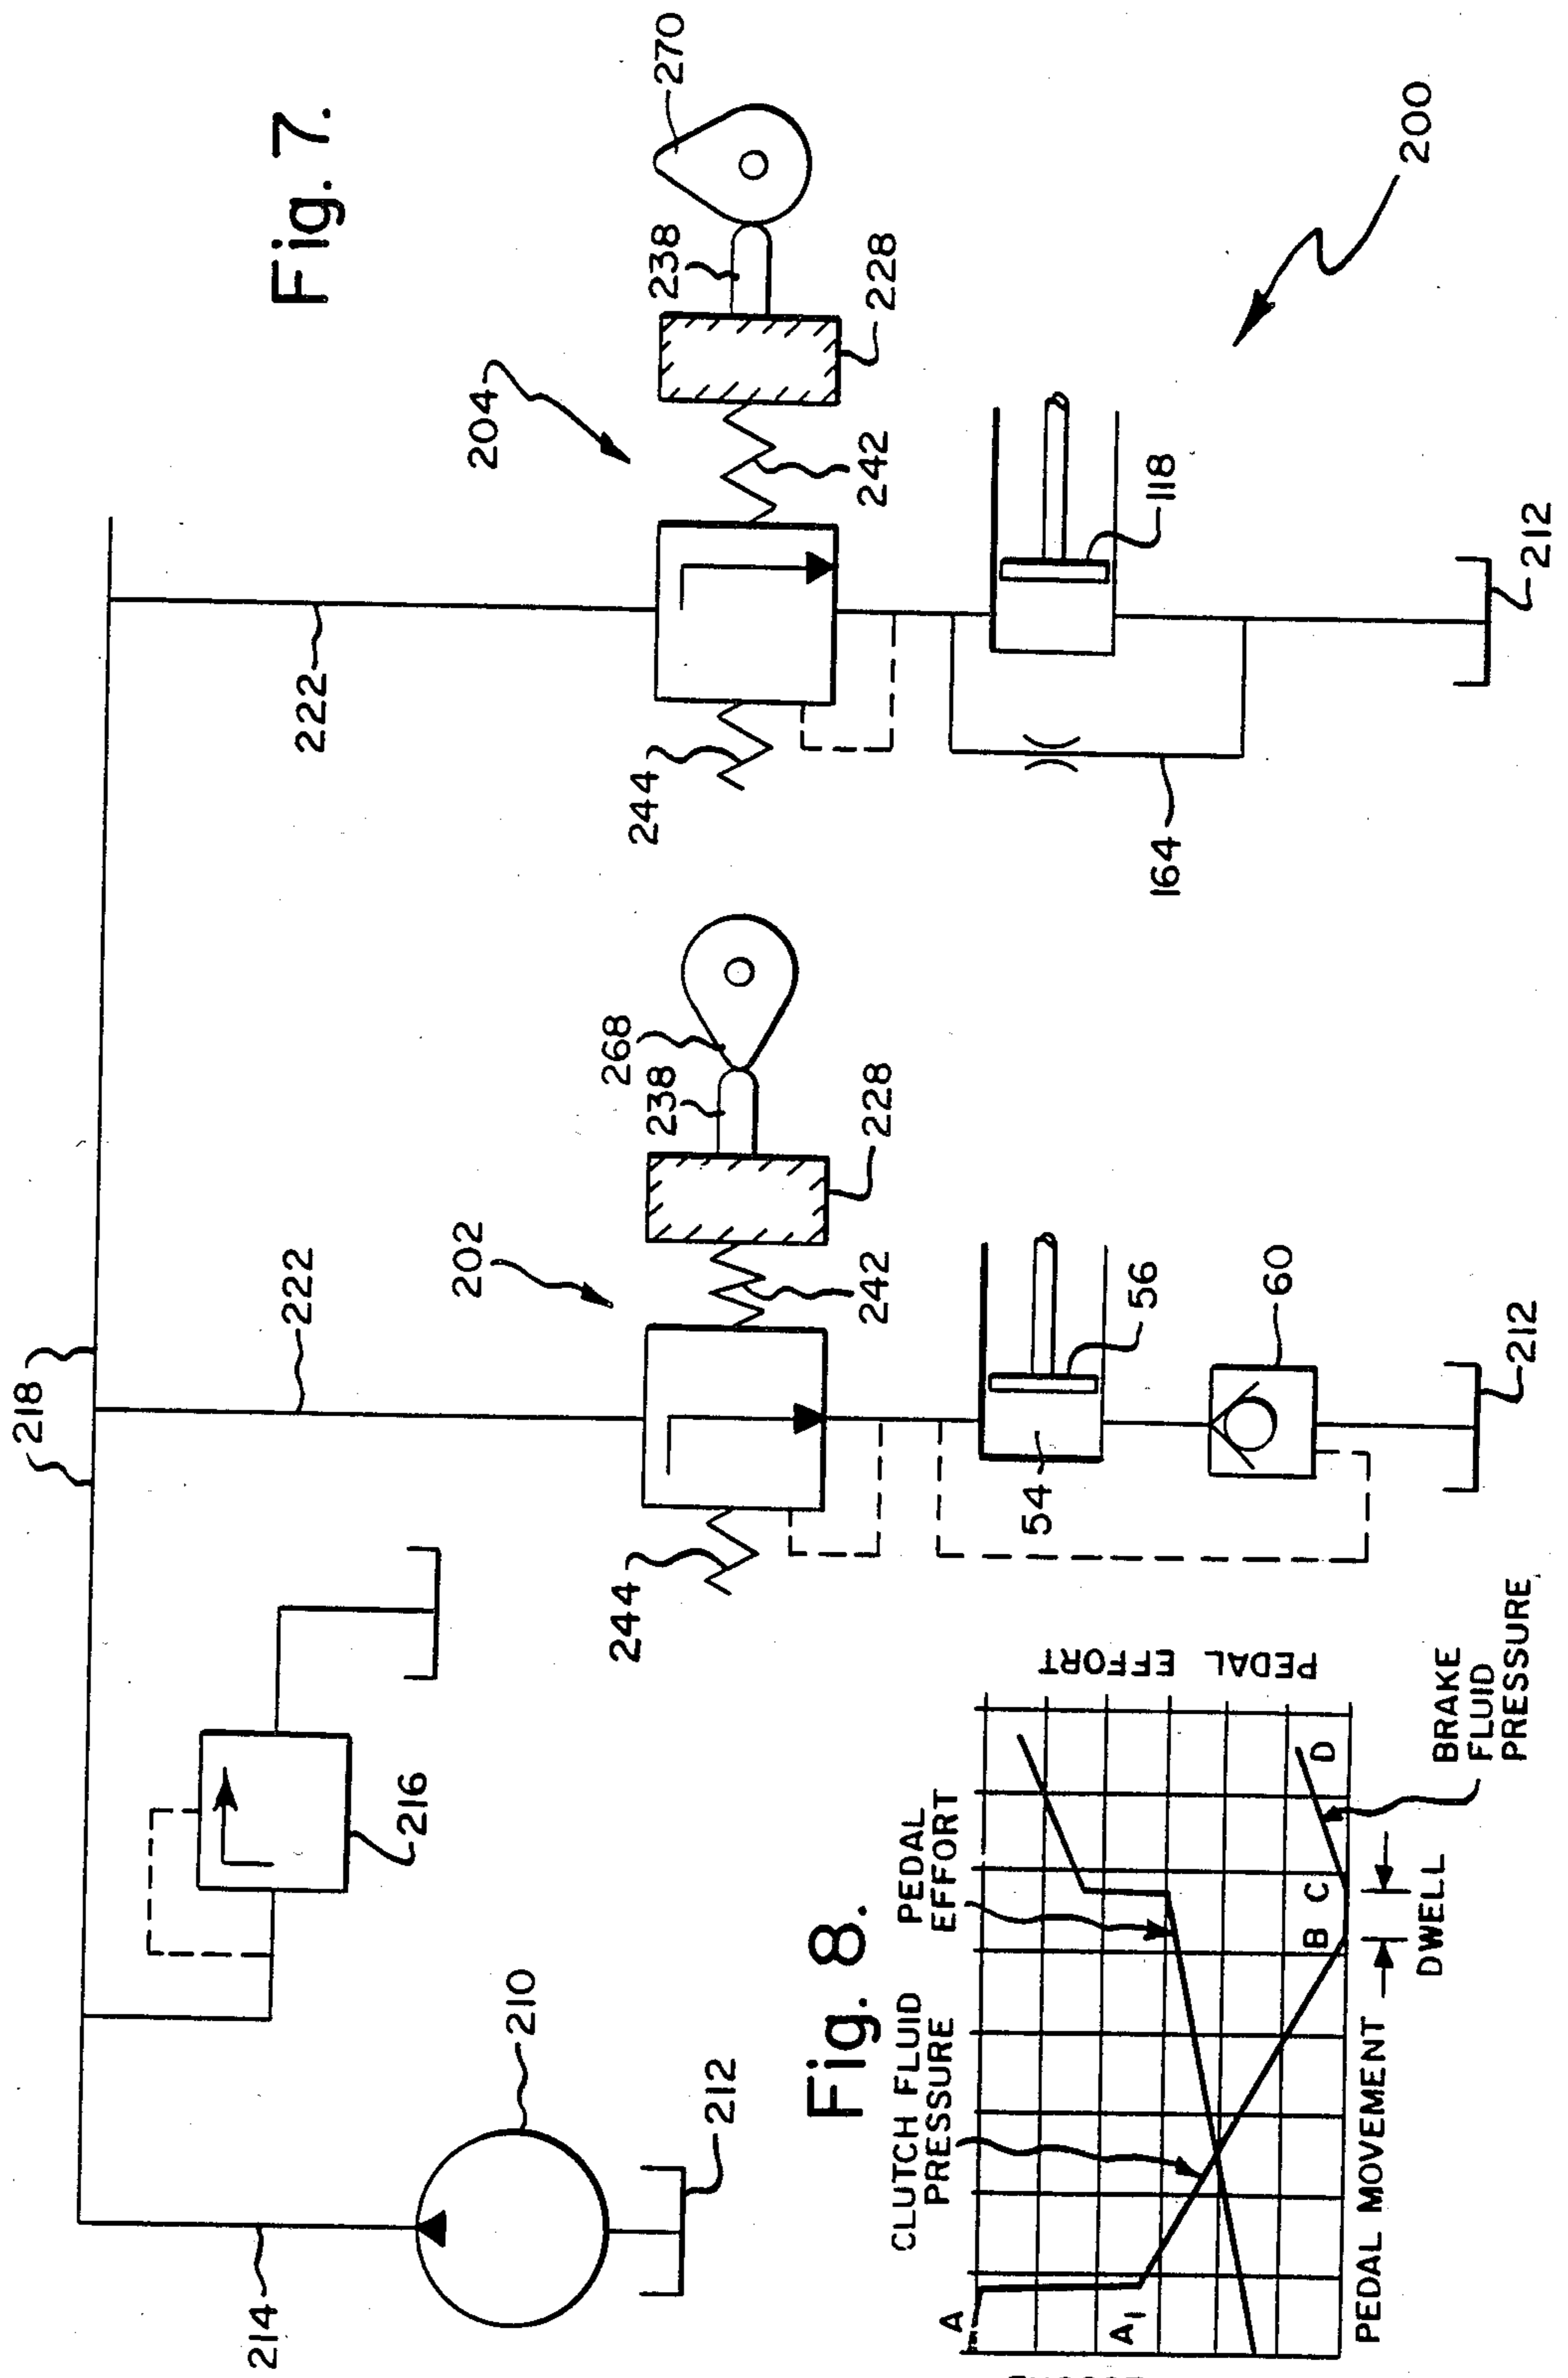 Fig. 7.
218
222
222
204
202
270
238
228
242
244
268
238
228
242
244
118
164
212
200
56
54
60
212
216
210
212
214
Fig. 8.
CLUTCH FLUID
PRESSURE
PEDAL
EFFORT
PEDAL EFFORT
A
A1
B
C
D
PEDAL MOVEMENT
DWELL
BRAKE
FLUID
PRESSURE